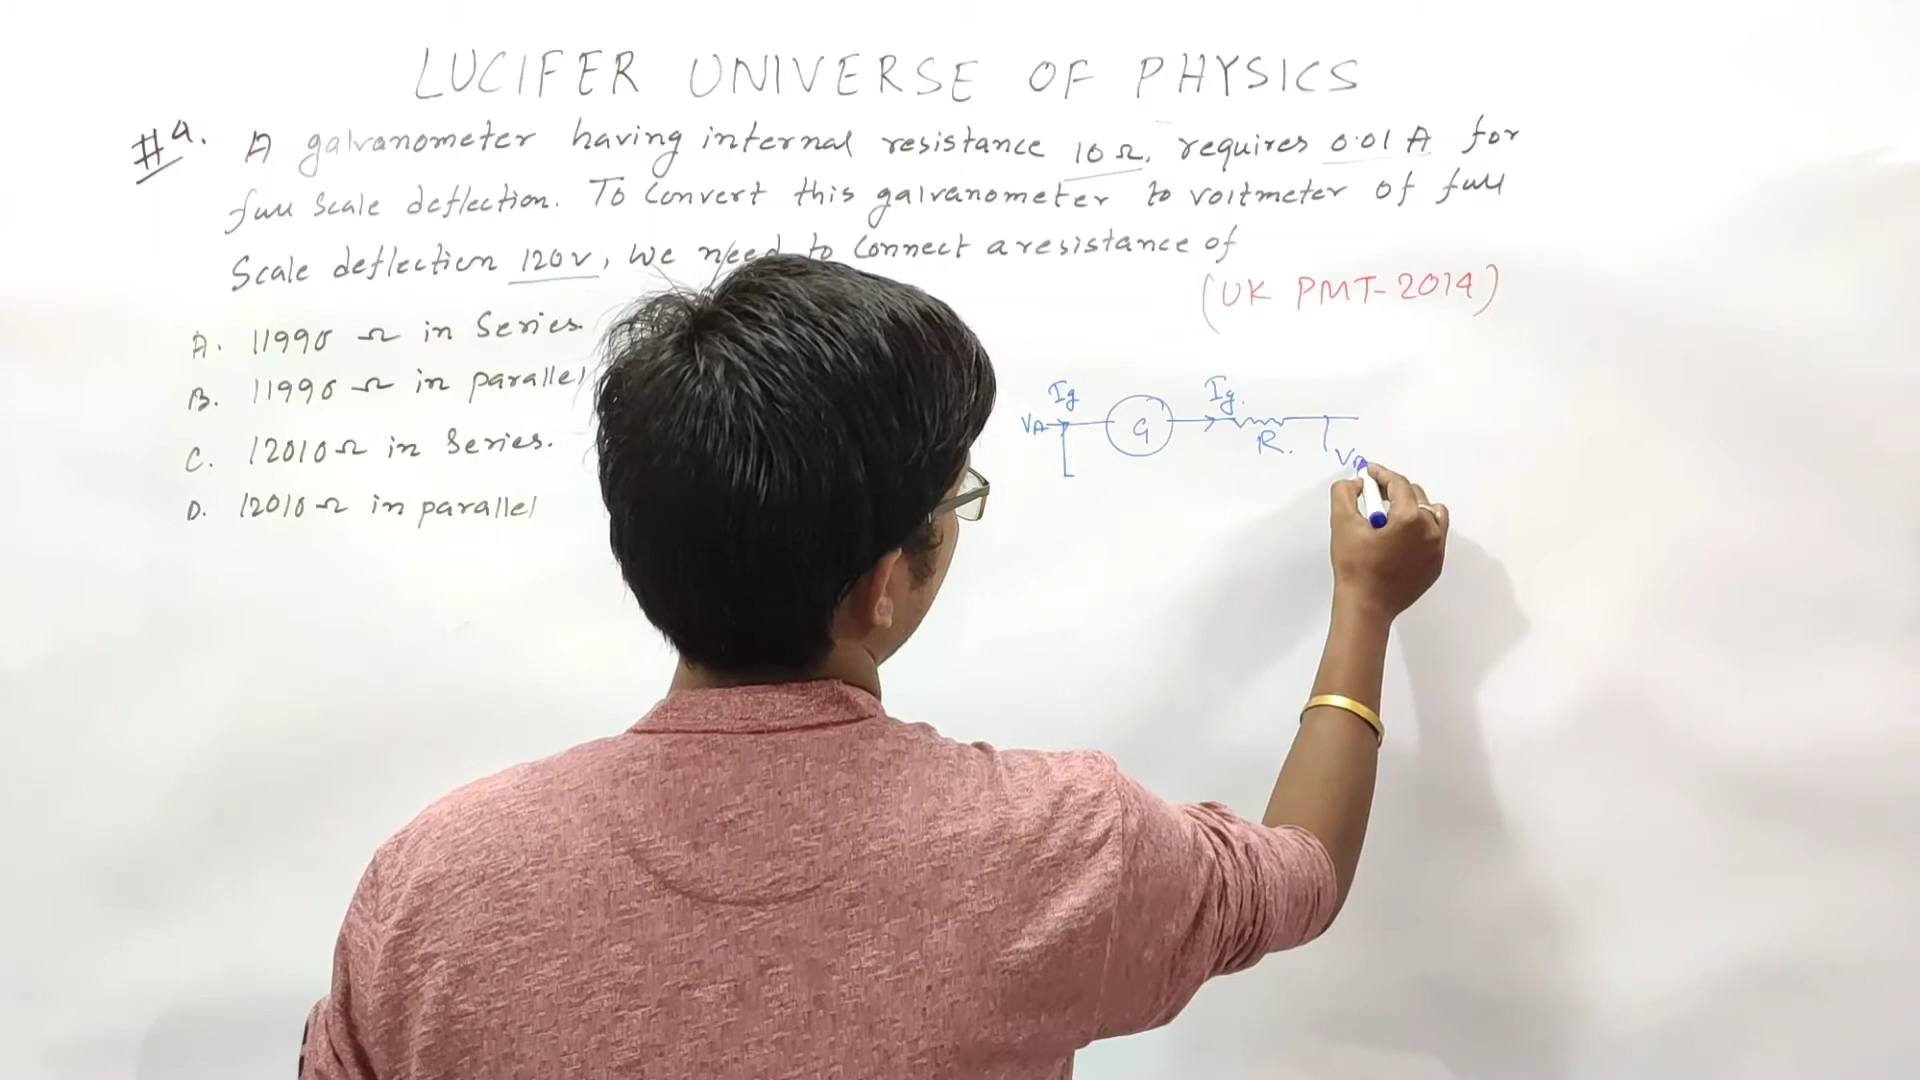 LUCIFER UNIVERSE OF PHYSICS
#4. A galvanometer having internal resistance 10 Ω, requires 0.01 A for
full scale deflection. To convert this galvanometer to voltmeter of full
scale deflection 120V, we need to connect a resistance of
(UK PMT-2014)
A. 11990 Ω in series.
B. 11990 Ω in parallel
C. 12010 Ω in series.
D. 12010 Ω in parallel
Ig Ig.
VA G
R.